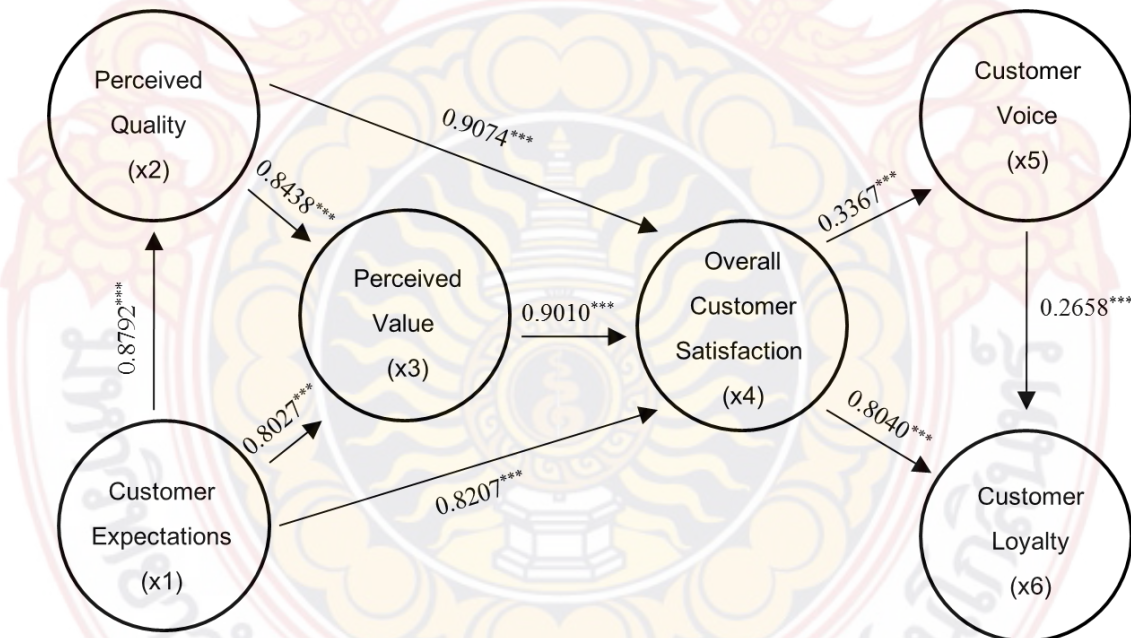 Perceived
Quality
(x2)
Customer
Voice
(x5)
0.9074***
0.8438***
0.3367***
Perceived
Value
(x3)
Overall
Customer
Satisfaction
(x4)
0.8792***
0.9010***
0.2658***
0.8027***
0.8207***
0.8040***
Customer
Expectations
(x1)
Customer
Loyalty
(x6)